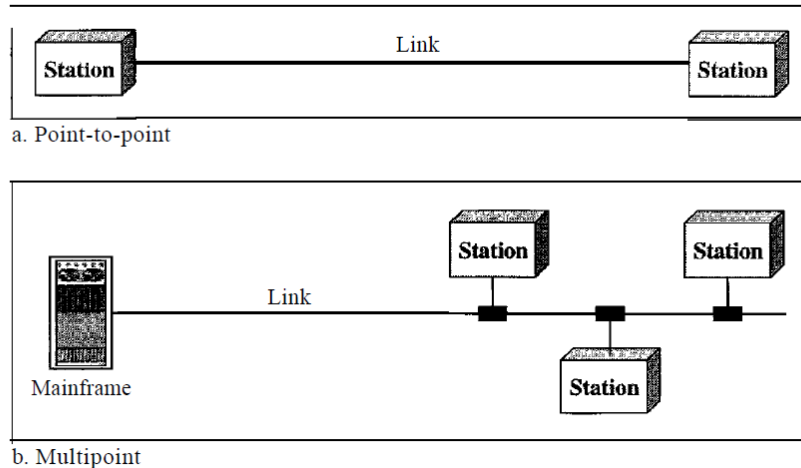 Link
Station
Station
a. Point-to-point
Station
Station
Link
Station
Mainframe
b. Multipoint